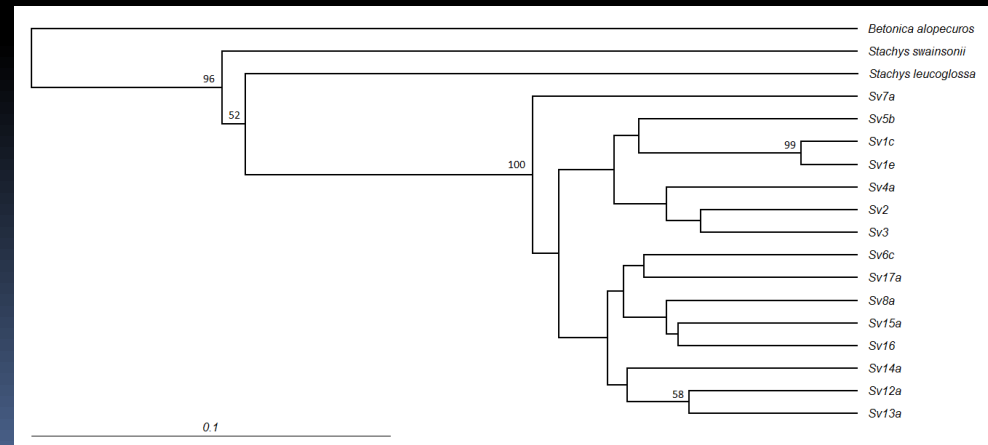 Betonica alopecuros
Stachys swainsonii
96
Stachys leucoglossa
52
Sv7a
Sv5b
99
Sv1c
Sv1e
100
Sv4a
Sv2
Sv3
Sv6c
Sv17a
Sv8a
Sv15a
Sv16
Sv14a
58
Sv12a
Sv13a
0.1